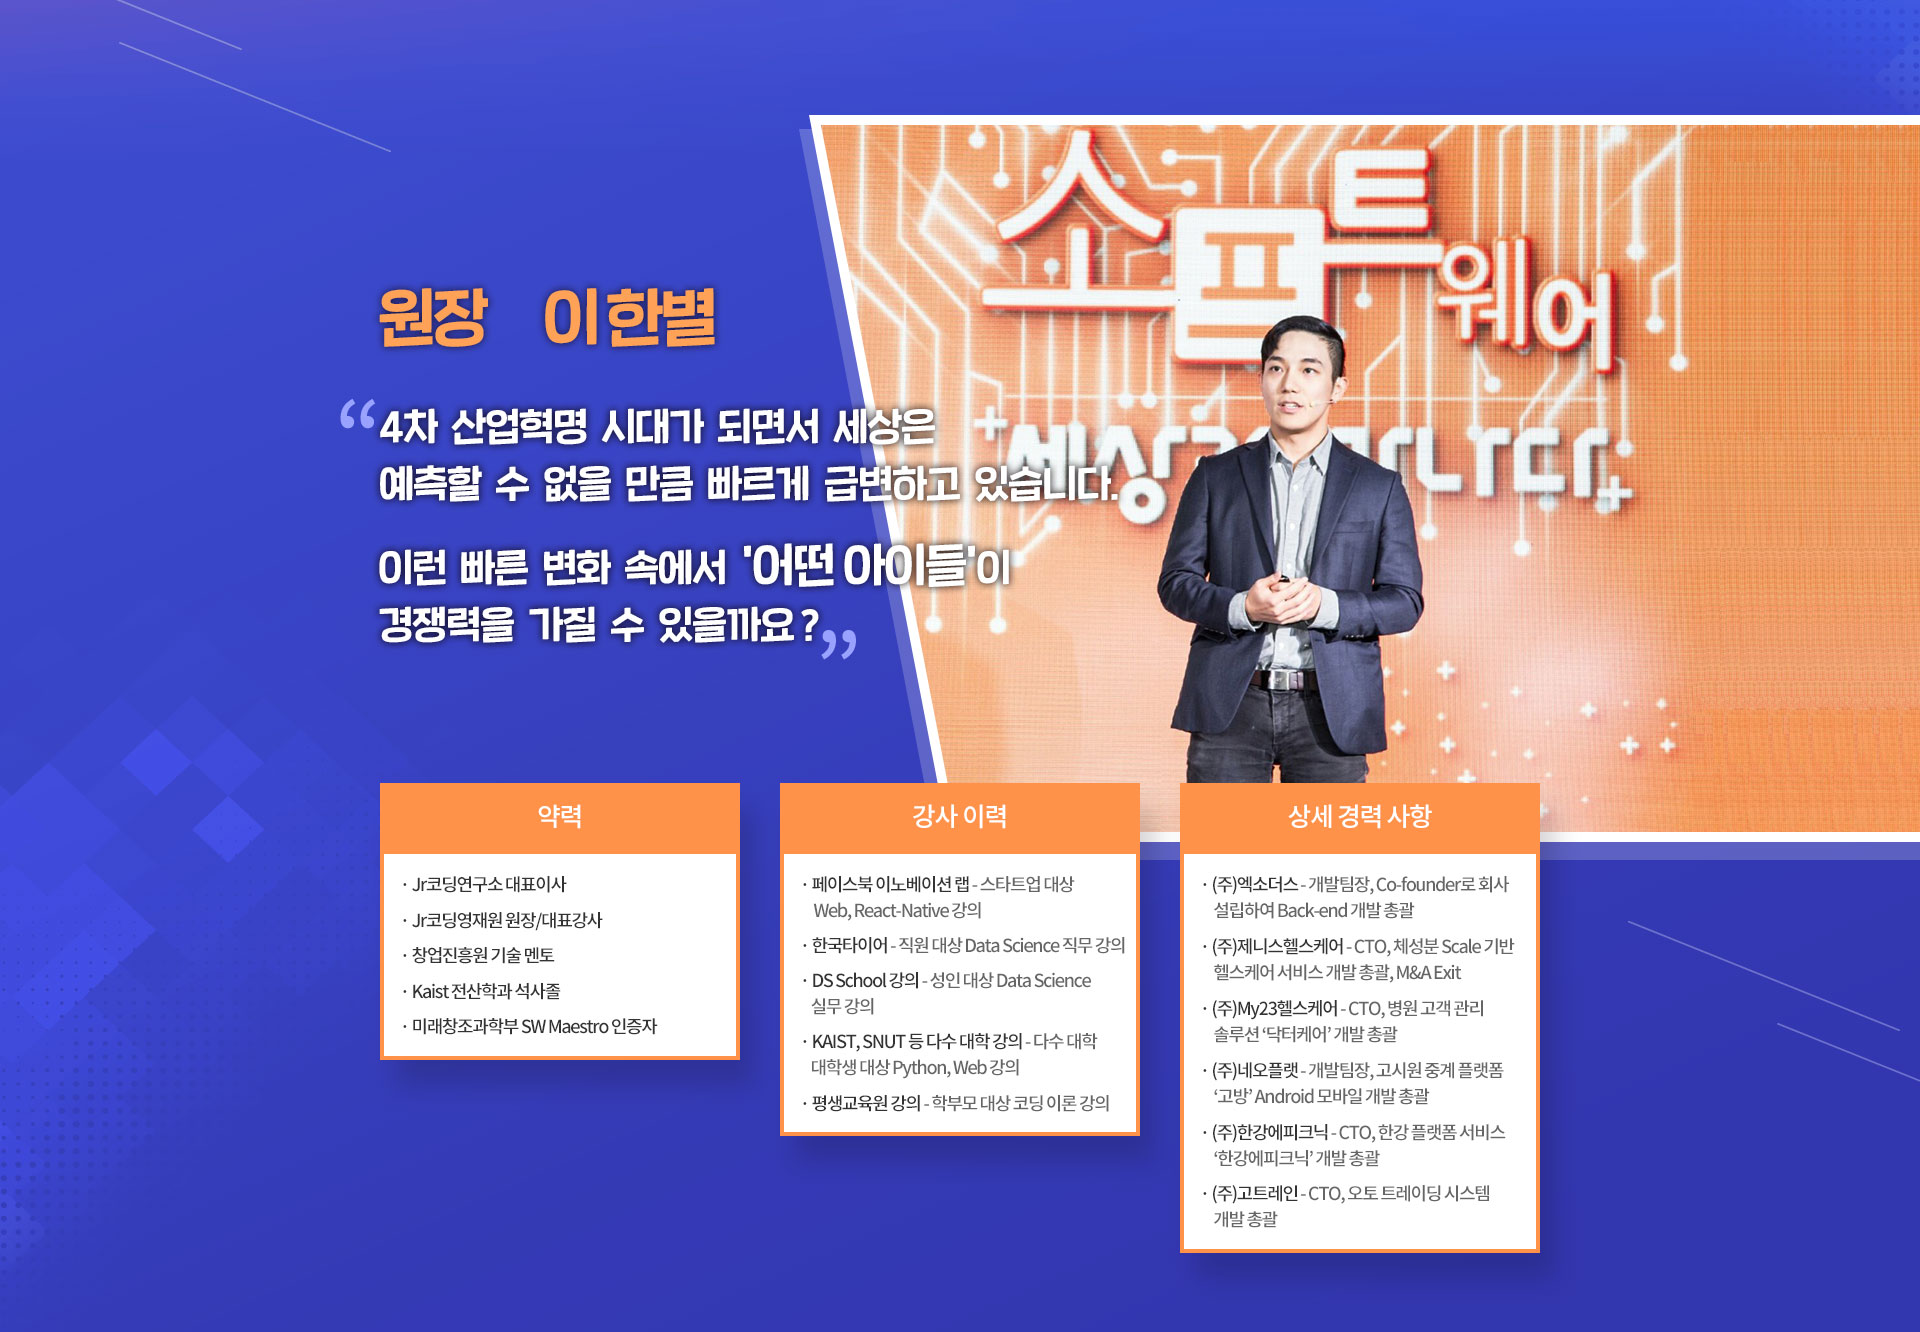 소프트웨어
원장 이한별
“4차 산업혁명 시대가 되면서 세상은
예측할 수 없을 만큼 빠르게 급변하고 있습니다.
이런 빠른 변화 속에서 '어떤 아이들'이
경쟁력을 가질 수 있을까요?”
약력
· Jr코딩연구소 대표이사
· Jr코딩영재원 원장/대표강사
· 창업진흥원 기술 멘토
· Kaist 전산학과 석사졸
· 미래창조과학부 SW Maestro 인증자
강사 이력
· 페이스북 이노베이션 랩 - 스타트업 대상
Web, React-Native 강의
· 한국타이어 - 직원 대상 Data Science 직무 강의
· DS School 강의 - 성인 대상 Data Science
실무 강의
· KAIST, SNUT 등 다수 대학 강의 - 다수 대학
대학생 대상 Python, Web 강의
· 평생교육원 강의 - 학부모 대상 코딩 이론 강의
상세 경력 사항
· (주)엑소더스 - 개발팀장, Co-founder로 회사
설립하여 Back-end 개발 총괄
· (주)제니스헬스케어 - CTO, 체성분 Scale 기반
헬스케어 서비스 개발 총괄, M&A Exit
· (주)My23헬스케어 - CTO, 병원 고객 관리
솔루션 ‘닥터케어’ 개발 총괄
· (주)네오플랫 - 개발팀장, 고시원 중계 플랫폼
‘고방’ Android 모바일 개발 총괄
· (주)한강에피크닉 - CTO, 한강 플랫폼 서비스
‘한강에피크닉’ 개발 총괄
· (주)고트레인 - CTO, 오토 트레이딩 시스템
개발 총괄